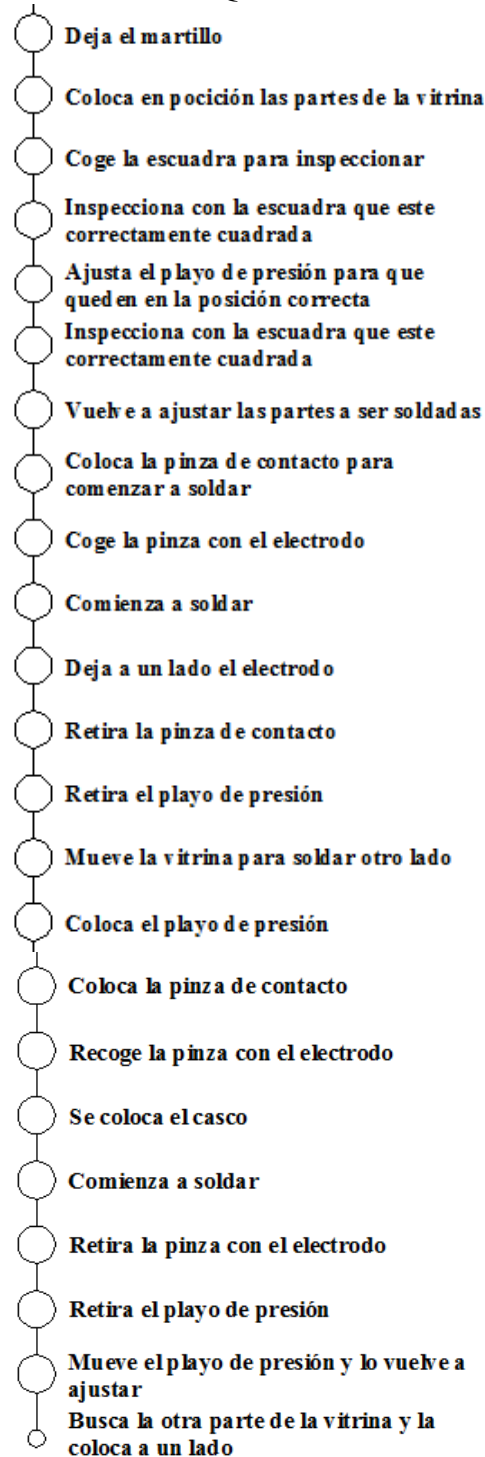 Deja el martillo
Coloca en pocición las partes de la vitrina
Coge la escuadra para inspeccionar
Inspecciona con la escuadra que este
correctamente cuadrada
Ajusta el playo de presión para que
queden en la posición correcta
Inspecciona con la escuadra que este
correctamente cuadrada
Vuelve a ajustar las partes a ser soldadas
Coloca la pinza de contacto para
comenzar a soldar
Coge la pinza con el electrodo
Comienza a soldar
Deja a un lado el electrodo
Retira la pinza de contacto
Retira el playo de presión
Mueve la vitrina para soldar otro lado
Coloca el playo de presión
Coloca la pinza de contacto
Recoge la pinza con el electrodo
Se coloca el casco
Comienza a soldar
Retira la pinza con el electrodo
Retira el playo de presión
Mueve el playo de presión y lo vuelve a
ajustar
Busca la otra parte de la vitrina y la
coloca a un lado